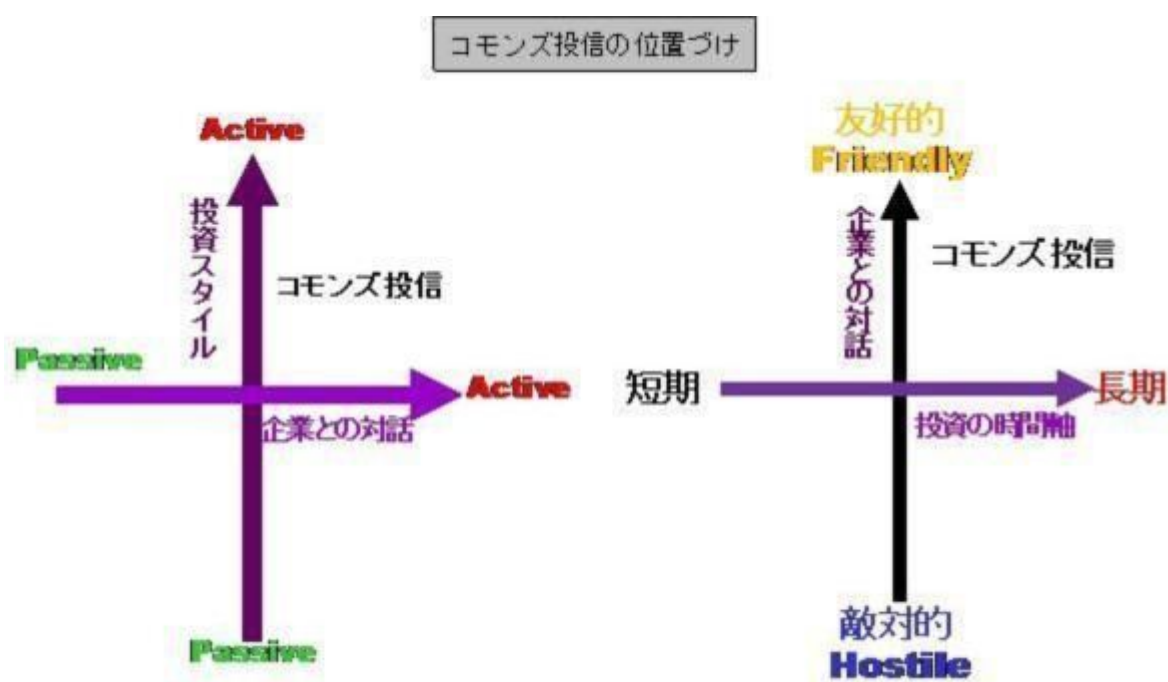 コモンズ投信の位置づけ
Active
投資スタイル
コモンズ投信
Passive
Active
企業との対話
Passive
友好的
Friendly
企業との対話
コモンズ投信
短期
長期
投資の時間軸
敵対的
Hostile